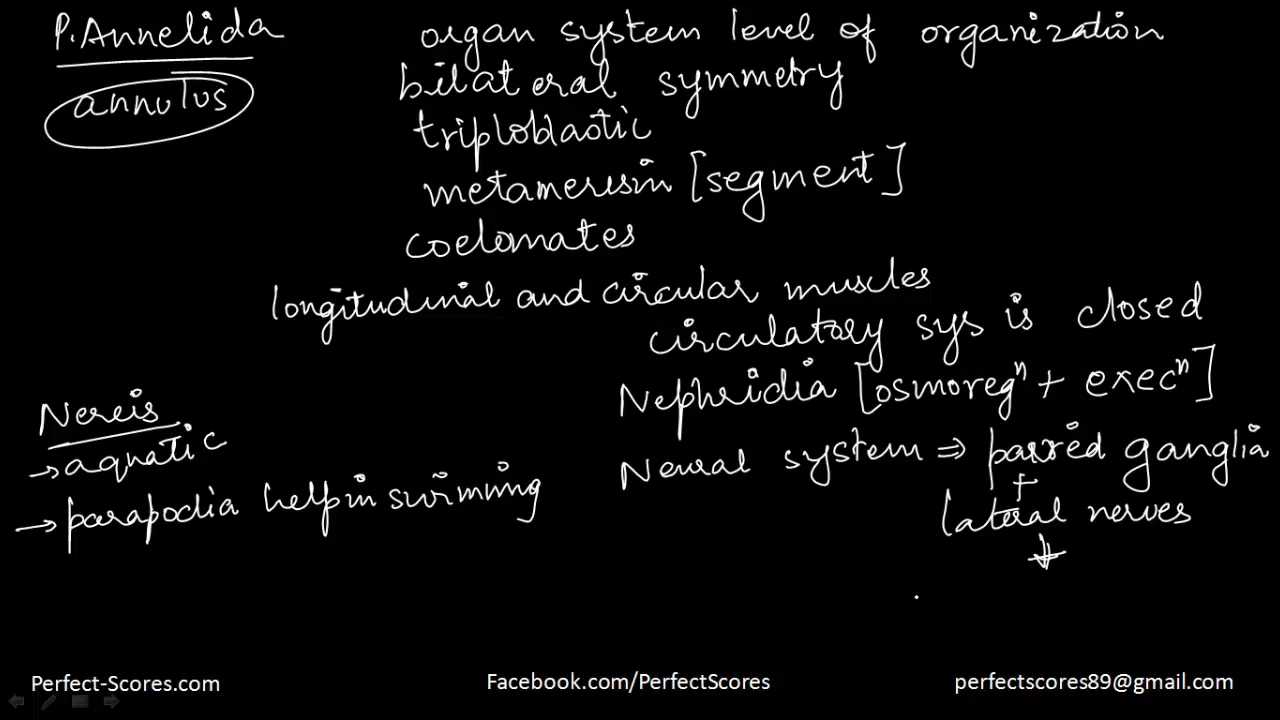 P. Annelida
annulus
organ system level of organization
bilateral symmetry
triploblastic
metameresim [segment]
coelomates
longitudinal and circular muscles
circulatory sys is closed
Nephridia [osmoregⁿ + execⁿ]
Neural system ⇒ paired ganglia
+
lateral nerves
↓
Nereis
→ aquatic
→ parapodia help in swimming
Perfect-Scores.com
Facebook.com/PerfectScores
perfectscores89@gmail.com